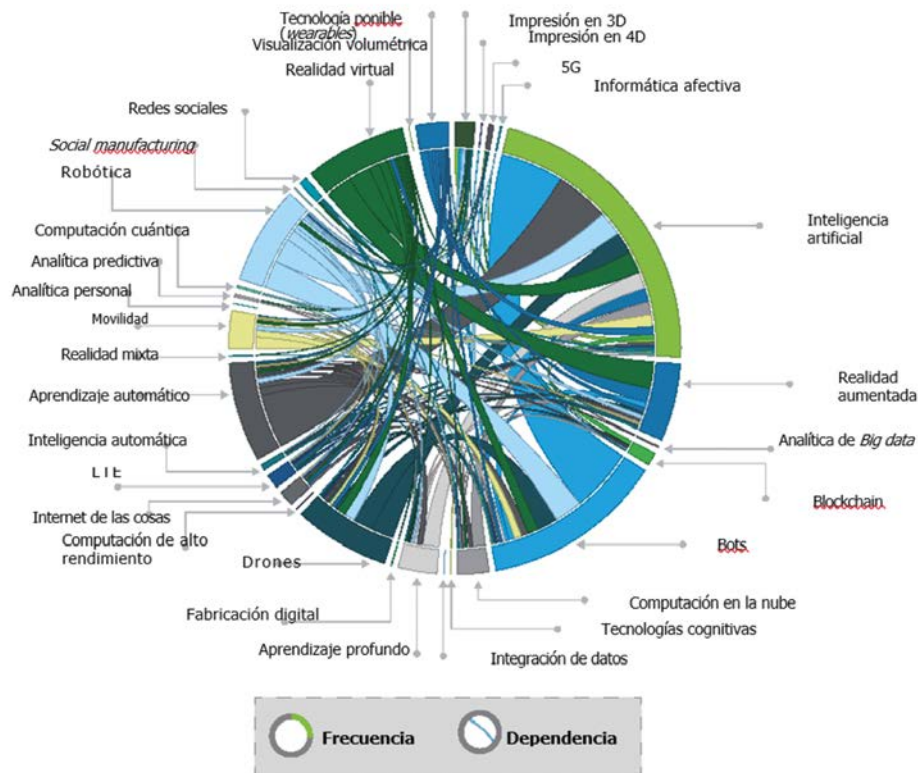 Tecnología ponible
(wearables)
Visualización volumétrica
Realidad virtual
Impresión en 3D
Impresión en 4D
5G
Informática afectiva
Redes sociales
Social manufacturing
Robótica
Computación cuántica
Analítica predictiva
Analítica personal
Movilidad
Realidad mixta
Aprendizaje automático
Inteligencia automática
LTE
Internet de las cosas
Computación de alto
rendimiento
Drones
Fabricación digital
Aprendizaje profundo
Integración de datos
Tecnologías cognitivas
Computación en la nube
Bots
Blockchain
Analítica de Big data
Realidad
aumentada
Inteligencia
artificial
Frecuencia
Dependencia